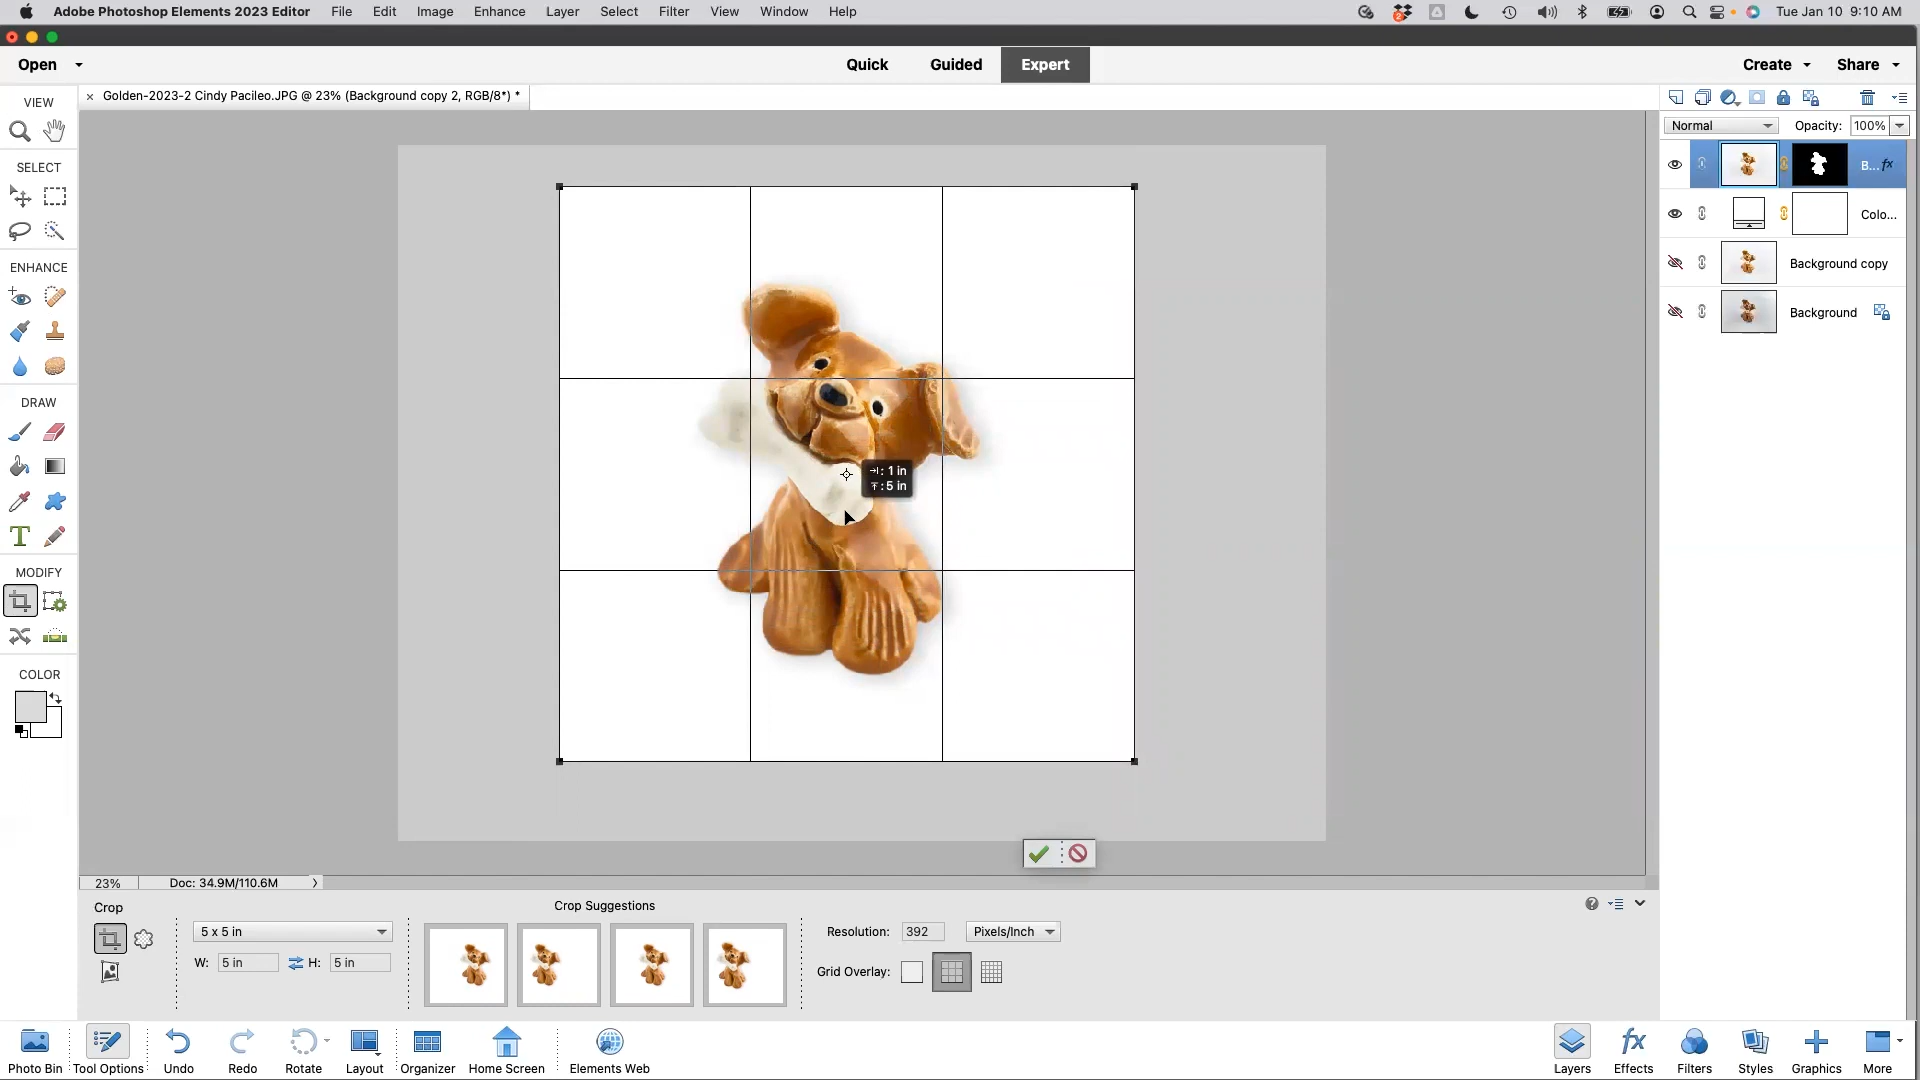 Adobe Photoshop Elements 2023 Editor File Edit Image Enhance Layer Select Filter View Window Help Tue Jan 10 9:10 AM
Open Quick Guided Expert Create Share
VIEW
× Golden-2023-2 Cindy Pacileo.JPG @ 23% (Background copy 2, RGB/8*) *
Normal Opacity: 100%
SELECT
B... fx
Colo...
ENHANCE
Background copy
Background
DRAW
→|: 1 in
: 5 in
T
MODIFY
COLOR
23% Doc: 34.9M/110.6M >
Crop Crop Suggestions
5 x 5 in Resolution: 392 Pixels/Inch
W: 5 in H: 5 in Grid Overlay:
Photo Bin Tool Options Undo Redo Rotate Layout Organizer Home Screen Elements Web Layers Effects Filters Styles Graphics More